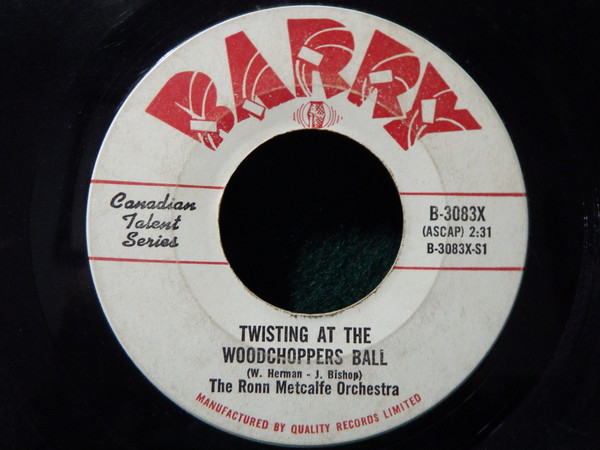 BARRY
Canadian
Talent
Series
B-3083X
(ASCAP) 2:31
B-3083X-S1
TWISTING AT THE
WOODCHOPPERS BALL
(W. Herman - J. Bishop)
The Ronn Metcalfe Orchestra
MANUFACTURED BY QUALITY RECORDS LIMITED